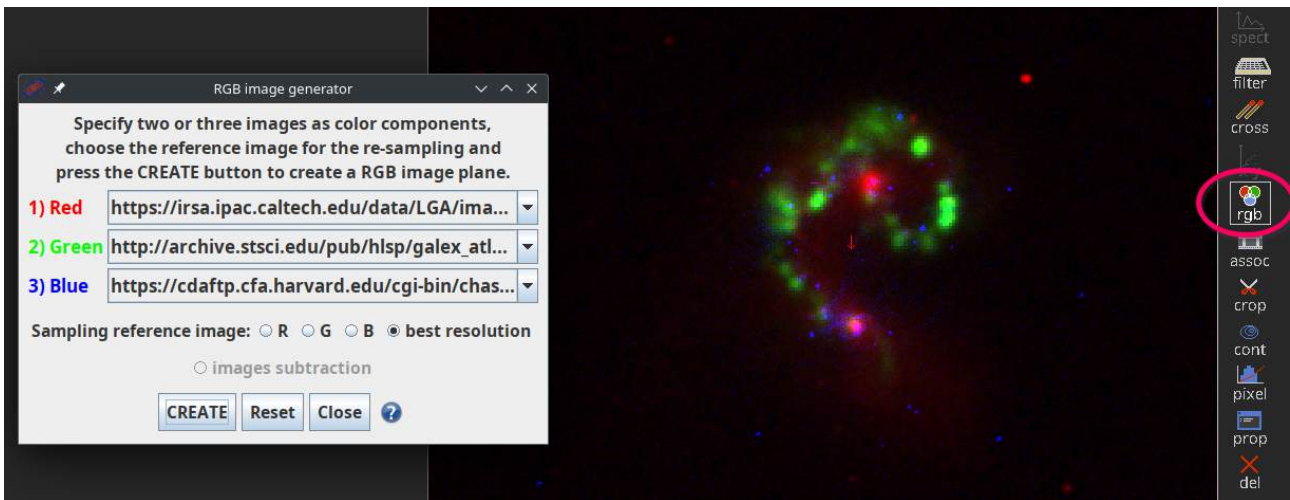 RGB image generator
Specify two or three images as color components,
choose the reference image for the re-sampling and
press the CREATE button to create a RGB image plane.
1) Red https://irsa.ipac.caltech.edu/data/LGA/ima...
2) Green http://archive.stsci.edu/pub/hlsp/galex_atl...
3) Blue https://cdaftp.cfa.harvard.edu/cgi-bin/chas...
Sampling reference image: R G B best resolution
images subtraction
CREATE Reset Close ?
spect
filter
cross
rgb
assoc
crop
cont
pixel
prop
del